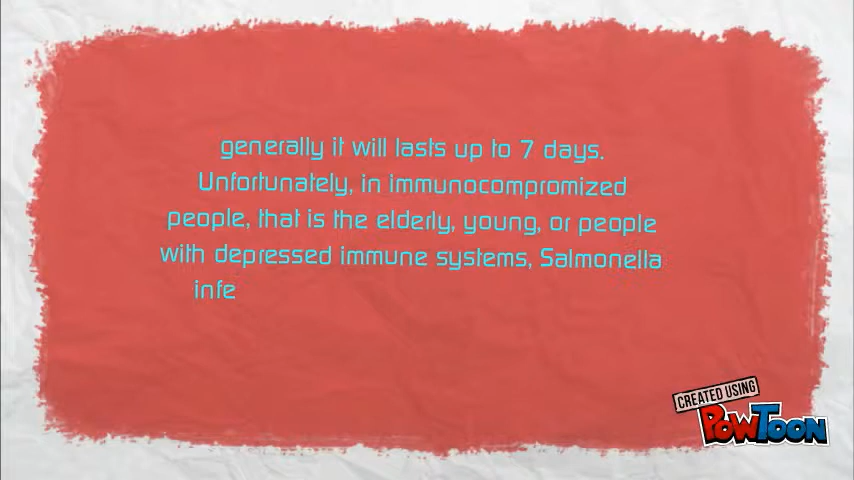 generally it will lasts up to 7 days.
Unfortunately, in immunocompromized
people, that is the elderly, young, or people
with depressed immune systems, Salmonella
infe
CREATED USING
POWTOON